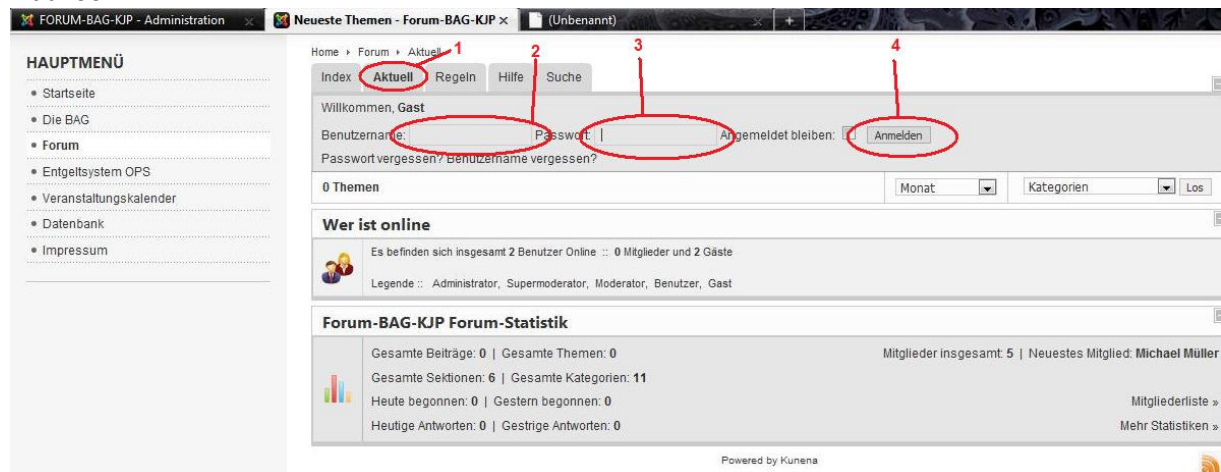 FORUM-BAG-KJP - Administration
Neueste Themen - Forum-BAG-KJP
(Unbenannt)
HAUPTMENÜ
Startseite
Die BAG
Forum
Entgeltsystem OPS
Veranstaltungskalender
Datenbank
Impressum
Home Forum Aktuell
1 2 3 4
Index Aktuell Regeln Hilfe Suche
Willkommen, Gast
Benutzername: Passwort: Angemeldet bleiben: Anmelden
Passwort vergessen? Benutzername vergessen?
0 Themen Monat Kategorien Los
Wer ist online
Es befinden sich insgesamt 2 Benutzer Online :: 0 Mitglieder und 2 Gäste
Legende :: Administrator, Supermoderator, Moderator, Benutzer, Gast
Forum-BAG-KJP Forum-Statistik
Gesamte Beiträge: 0 | Gesamte Themen: 0 Mitglieder insgesamt: 5 | Neuestes Mitglied: Michael Müller
Gesamte Sektionen: 6 | Gesamte Kategorien: 11
Heute begonnen: 0 | Gestern begonnen: 0 Mitgliederliste »
Heutige Antworten: 0 | Gestrige Antworten: 0 Mehr Statistiken »
Powered by Kunena